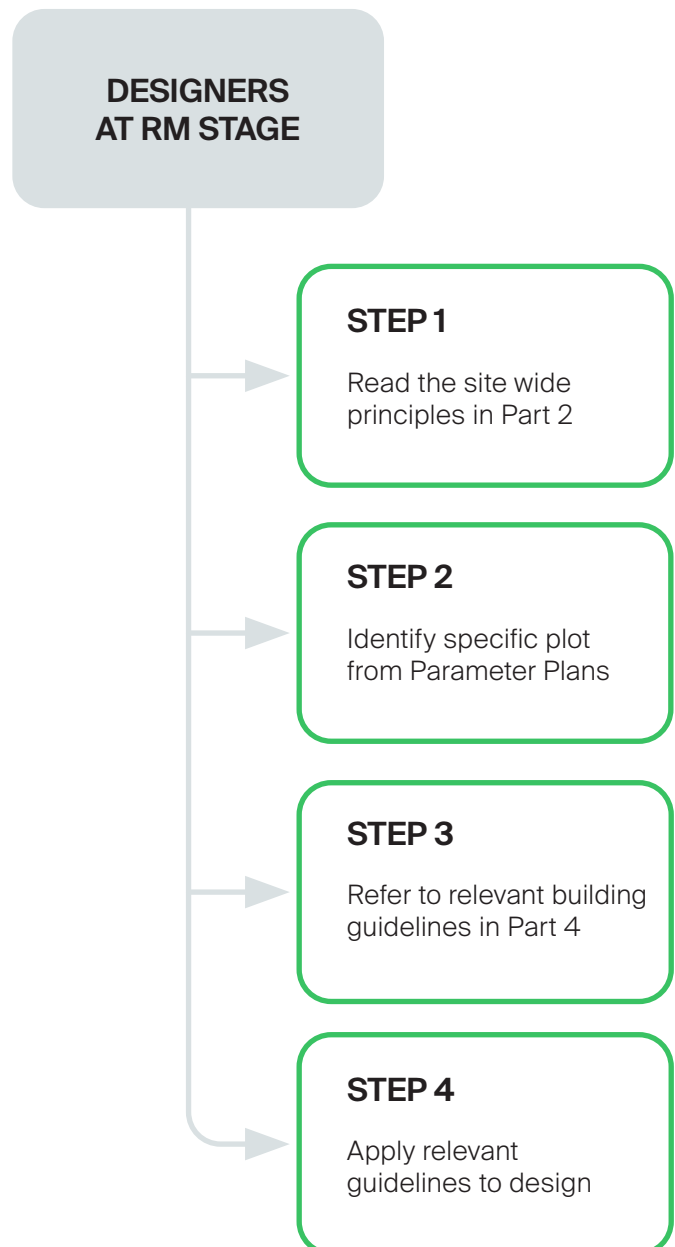 DESIGNERS
AT RM STAGE
STEP 1
Read the site wide
principles in Part 2
STEP 2
Identify specific plot
from Parameter Plans
STEP 3
Refer to relevant building
guidelines in Part 4
STEP 4
Apply relevant
guidelines to design